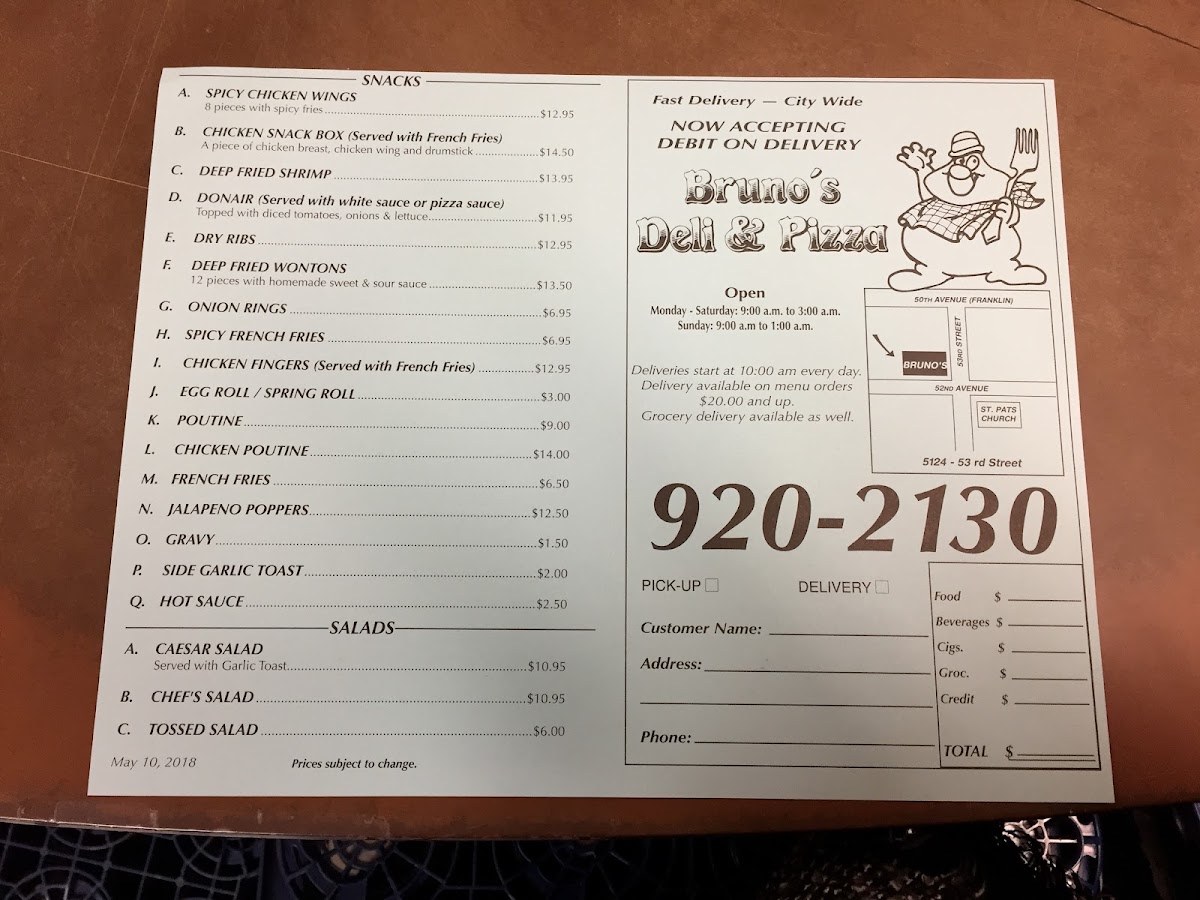 SNACKS
A. SPICY CHICKEN WINGS
8 pieces with spicy fries $12.95
B. CHICKEN SNACK BOX (Served with French Fries)
A piece of chicken breast, chicken wing and drumstick $14.50
C. DEEP FRIED SHRIMP $13.95
D. DONAIR (Served with white sauce or pizza sauce)
Topped with diced tomatoes, onions & lettuce $11.95
E. DRY RIBS $12.95
F. DEEP FRIED WONTONS
12 pieces with homemade sweet & sour sauce $13.50
G. ONION RINGS $6.95
H. SPICY FRENCH FRIES $6.95
I. CHICKEN FINGERS (Served with French Fries) $12.95
J. EGG ROLL / SPRING ROLL $3.00
K. POUTINE $9.00
L. CHICKEN POUTINE $14.00
M. FRENCH FRIES $6.50
N. JALAPENO POPPERS $12.50
O. GRAVY $1.50
P. SIDE GARLIC TOAST $2.00
Q. HOT SAUCE $2.50
SALADS
A. CAESAR SALAD
Served with Garlic Toast $10.95
B. CHEF'S SALAD $10.95
C. TOSSED SALAD $6.00
May 10, 2018 Prices subject to change.
Fast Delivery — City Wide
NOW ACCEPTING
DEBIT ON DELIVERY
Bruno's
Deli & Pizza
Open
Monday - Saturday: 9:00 a.m. to 3:00 a.m.
Sunday: 9:00 a.m to 1:00 a.m.
Deliveries start at 10:00 am every day.
Delivery available on menu orders
$20.00 and up.
Grocery delivery available as well.
50TH AVENUE (FRANKLIN)
53RD STREET
BRUNO'S
52ND AVENUE
ST. PATS
CHURCH
5124 - 53 rd Street
920-2130
PICK-UP DELIVERY
Customer Name:
Address:
Phone:
Food $
Beverages $
Cigs. $
Groc. $
Credit $
TOTAL $